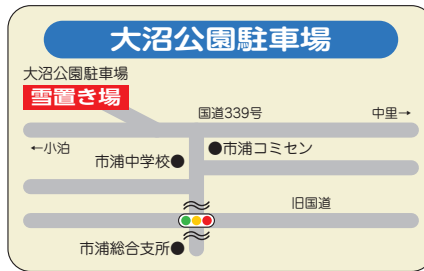 大沼公園駐車場
大沼公園駐車場
雪置き場
国道339号
中里→
←小泊
●市浦コミセン
市浦中学校●
旧国道
市浦総合支所●